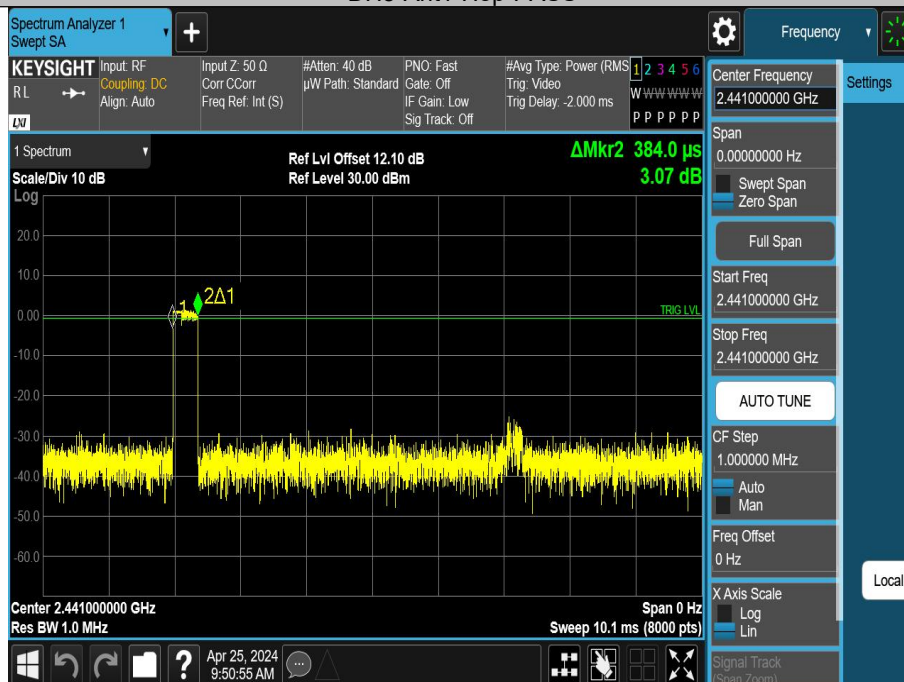 Spectrum Analyzer 1
Swept SA
+
Frequency
KEYSIGHT
RL
LXI
Input: RF
Coupling: DC
Align: Auto
Input Z: 50 Ω
Corr CCorr
Freq Ref: Int (S)
#Atten: 40 dB
µW Path: Standard
PNO: Fast
Gate: Off
IF Gain: Low
Sig Track: Off
#Avg Type: Power (RMS
Trig: Video
Trig Delay: -2.000 ms
1 2 3 4 5 6
W W W W W W
P P P P P P
1 Spectrum
Scale/Div 10 dB
Ref Lvl Offset 12.10 dB
Ref Level 30.00 dBm
ΔMkr2 384.0 µs
3.07 dB
Log
20.0
10.0
0.00
-10.0
-20.0
-30.0
-40.0
-50.0
-60.0
1
2Δ1
TRIG LVL
Center 2.441000000 GHz
Res BW 1.0 MHz
Span 0 Hz
Sweep 10.1 ms (8000 pts)
Center Frequency
2.441000000 GHz
Settings
Span
0.00000000 Hz
Swept Span
Zero Span
Full Span
Start Freq
2.441000000 GHz
Stop Freq
2.441000000 GHz
AUTO TUNE
CF Step
1.000000 MHz
Auto
Man
Freq Offset
0 Hz
Local
X Axis Scale
Log
Lin
Signal Track
(Span Zoom)
?
Apr 25, 2024
9:50:55 AM